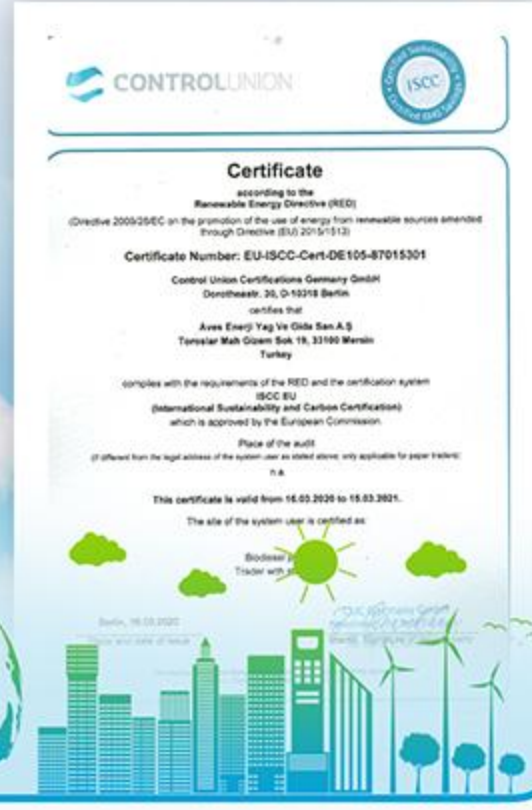 CONTROLUNION
Certified Sustainability
ISCC
Certificate
according to the
Renewable Energy Directive (RED)
(Directive 2009/28/EC on the promotion of the use of energy from renewable sources amended
through Directive (EU) 2015/1513)
Certificate Number: EU-ISCC-Cert-DE105-87015301
Control Union Certifications Germany GmbH
Dorotheastr. 30, D-10318 Berlin
certifies that
Aves Enerji Yag Ve Gida San.A.Ş
Toroslar Mah Gizem Sok 19, 33100 Mersin
Turkey
complies with the requirements of the RED and the certification system
ISCC EU
(International Sustainability and Carbon Certification)
which is approved by the European Commission.
Place of the audit
(if different from the legal address of the system user as stated above; only applicable for paper traders):
n.a.
This certificate is valid from 16.03.2020 to 15.03.2021.
The site of the system user is certified as:
Biodiesel
Trader with
Berlin, 16.03.2020
Place and date of issue